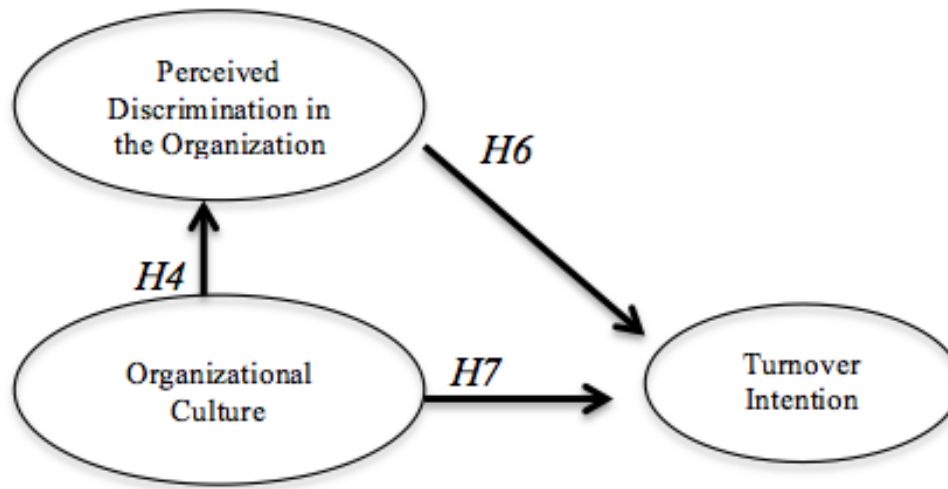 Perceived
Discrimination in
the Organization
H6
H4
Organizational
Culture
H7
Turnover
Intention